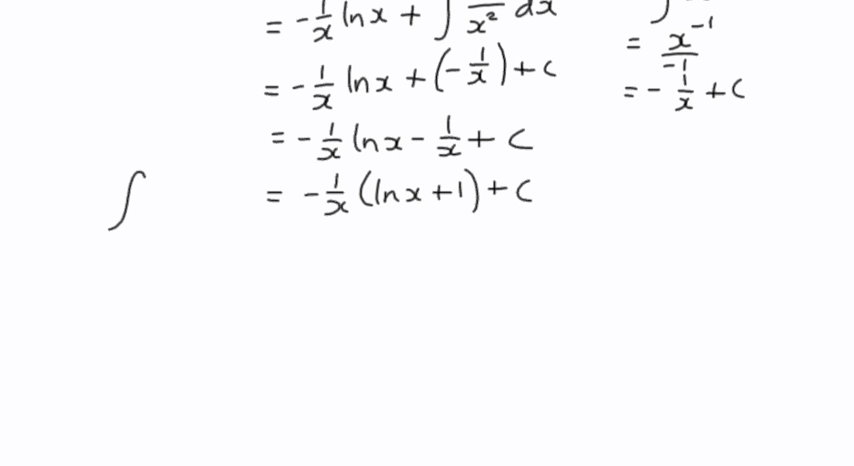 = -1/x ln x + ∫ 1/x² dx
= -1/x ln x + (-1/x) + C
= -1/x ln x - 1/x + C
∫ = -1/x (ln x + 1) + C
∫
= x⁻¹/-1
= -1/x + C